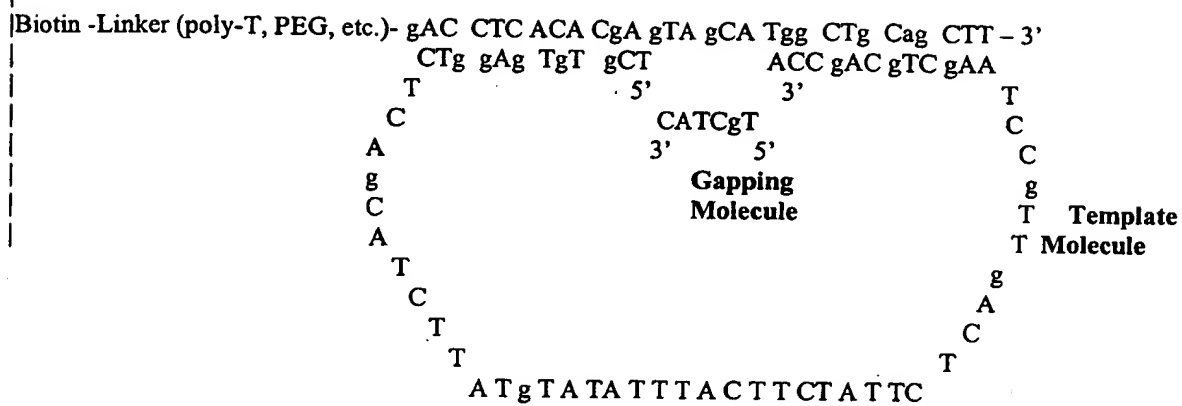 Biotin -Linker (poly-T, PEG, etc.)- gAC CTC ACA CgA gTA gCA Tgg CTg Cag CTT – 3’
CTg gAg TgT gCT ACC gAC gTC gAA
5’ 3’
T T
C C
CATCgT
A C
3’ 5’
g g
Gapping
C T Template
Molecule
A T Molecule
T g
C A
T C
T T
A T g T A T A T T T A C T T C T A T T C